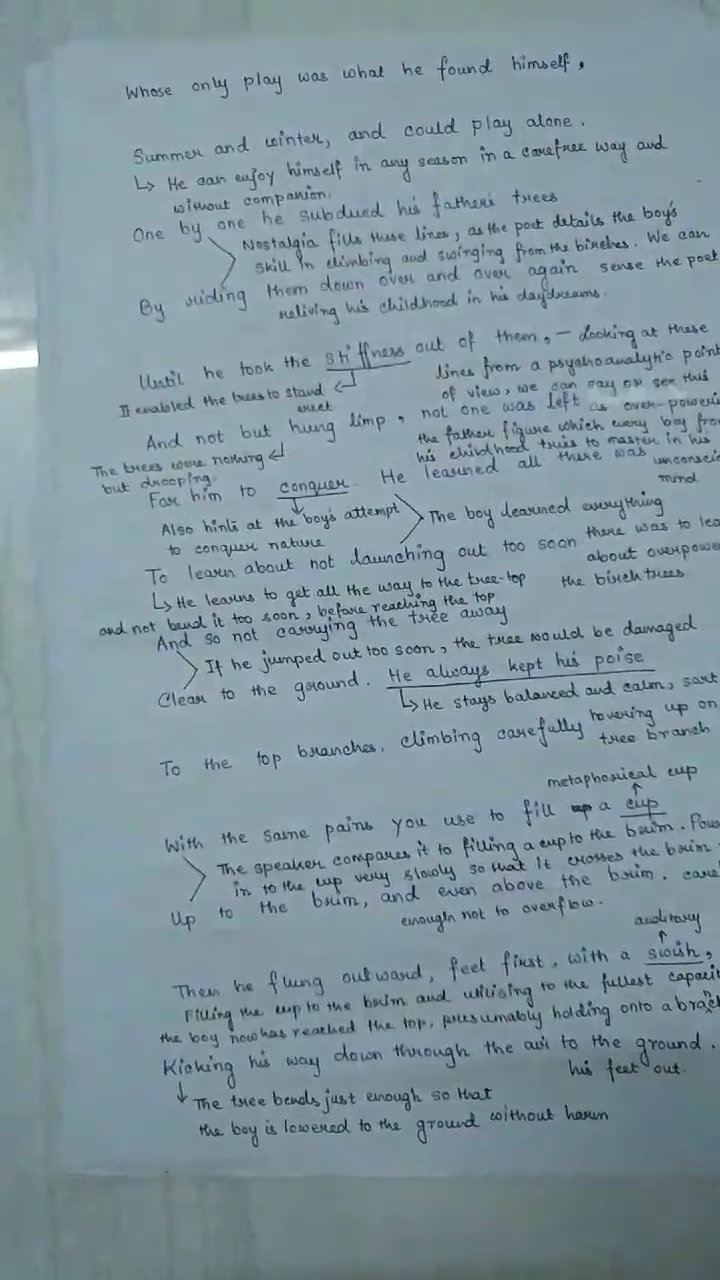 Whose only play was what he found himself,
Summer and winter, and could play alone.
↳ He can enjoy himself in any season in a carefree way and
without companion.
One by one he subdued his father's trees
Nostalgia fills these lines, as the poet details the boy's
skill in climbing and swinging from the birches. We can
By riding them down over and over again sense the poet
reliving his childhood in his daydreams.
Until he took the stiffness out of them, — Looking at these
It enabled the trees to stand lines from a psychoanalytic point
erect of view, we can say or see this
And not but hung limp, not one was left as over-poweri
The trees were nothing the father figure which every boy fro
but drooping. his childhood tries to master in his
For him to conquer. He learned all there was unconsci
mind
Also hints at the boy's attempt The boy learned everything
to conquer nature
To learn about not launching out too soon there was to lea
about overpowe
↳ He learns to get all the way to the tree-top the birch trees
and not bend it too soon, before reaching the top
And so not carrying the tree away
If he jumped out too soon, the tree would be damaged
Clear to the ground. He always kept his poise
↳ He stays balanced and calm, sort
To the top branches, climbing carefully hovering up on
tree branch
metaphorical cup
With the same pains you use to fill a cup
The speaker compares it to filling a cup to the brim. Pou
in to the cup very slowly so that it crosses the brim
Up to the brim, and even above the brim. care
enough not to overflow.
auditory
Then he flung outward, feet first, with a swish,
Filling the cup to the brim and utilising to the fullest capacit
the boy now has reached the top, presumably holding onto a branch
Kicking his way down through the air to the ground.
his feet out.
↓ The tree bends just enough so that
the boy is lowered to the ground without harm